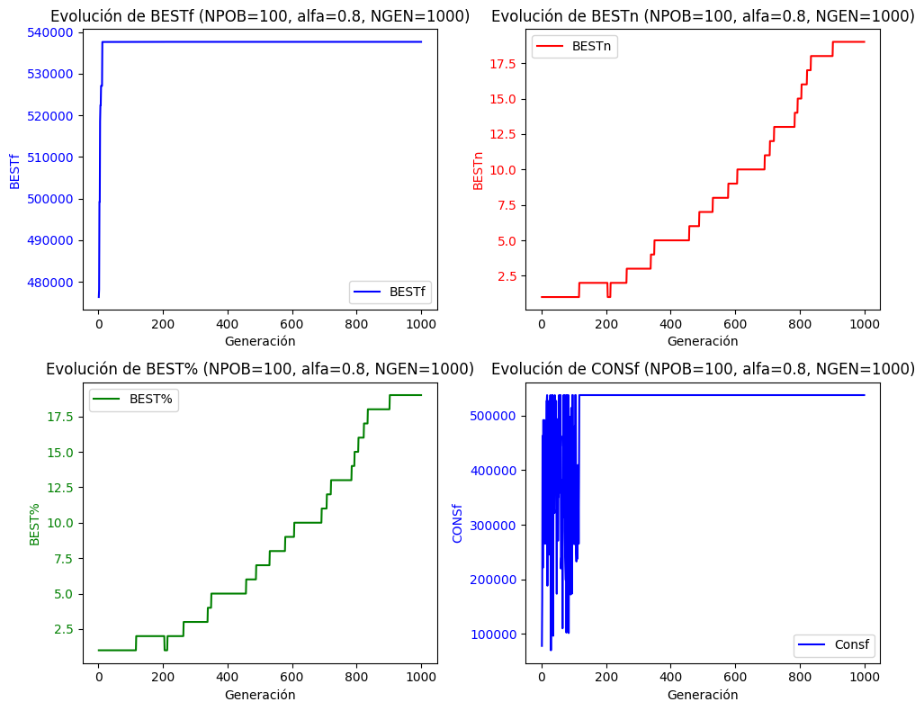 Evolución de BESTf (NPOB=100, alfa=0.8, NGEN=1000)
540000
530000
520000
510000
500000
490000
480000
BESTf
BESTf
0 200 400 600 800 1000
Generación
Evolución de BESTn (NPOB=100, alfa=0.8, NGEN=1000)
BESTn
17.5
15.0
12.5
10.0
7.5
5.0
2.5
BESTn
0 200 400 600 800 1000
Generación
Evolución de BEST% (NPOB=100, alfa=0.8, NGEN=1000)
BEST%
17.5
15.0
12.5
10.0
7.5
5.0
2.5
BEST%
0 200 400 600 800 1000
Generación
Evolución de CONSf (NPOB=100, alfa=0.8, NGEN=1000)
500000
400000
300000
200000
100000
CONSf
Consf
0 200 400 600 800 1000
Generación